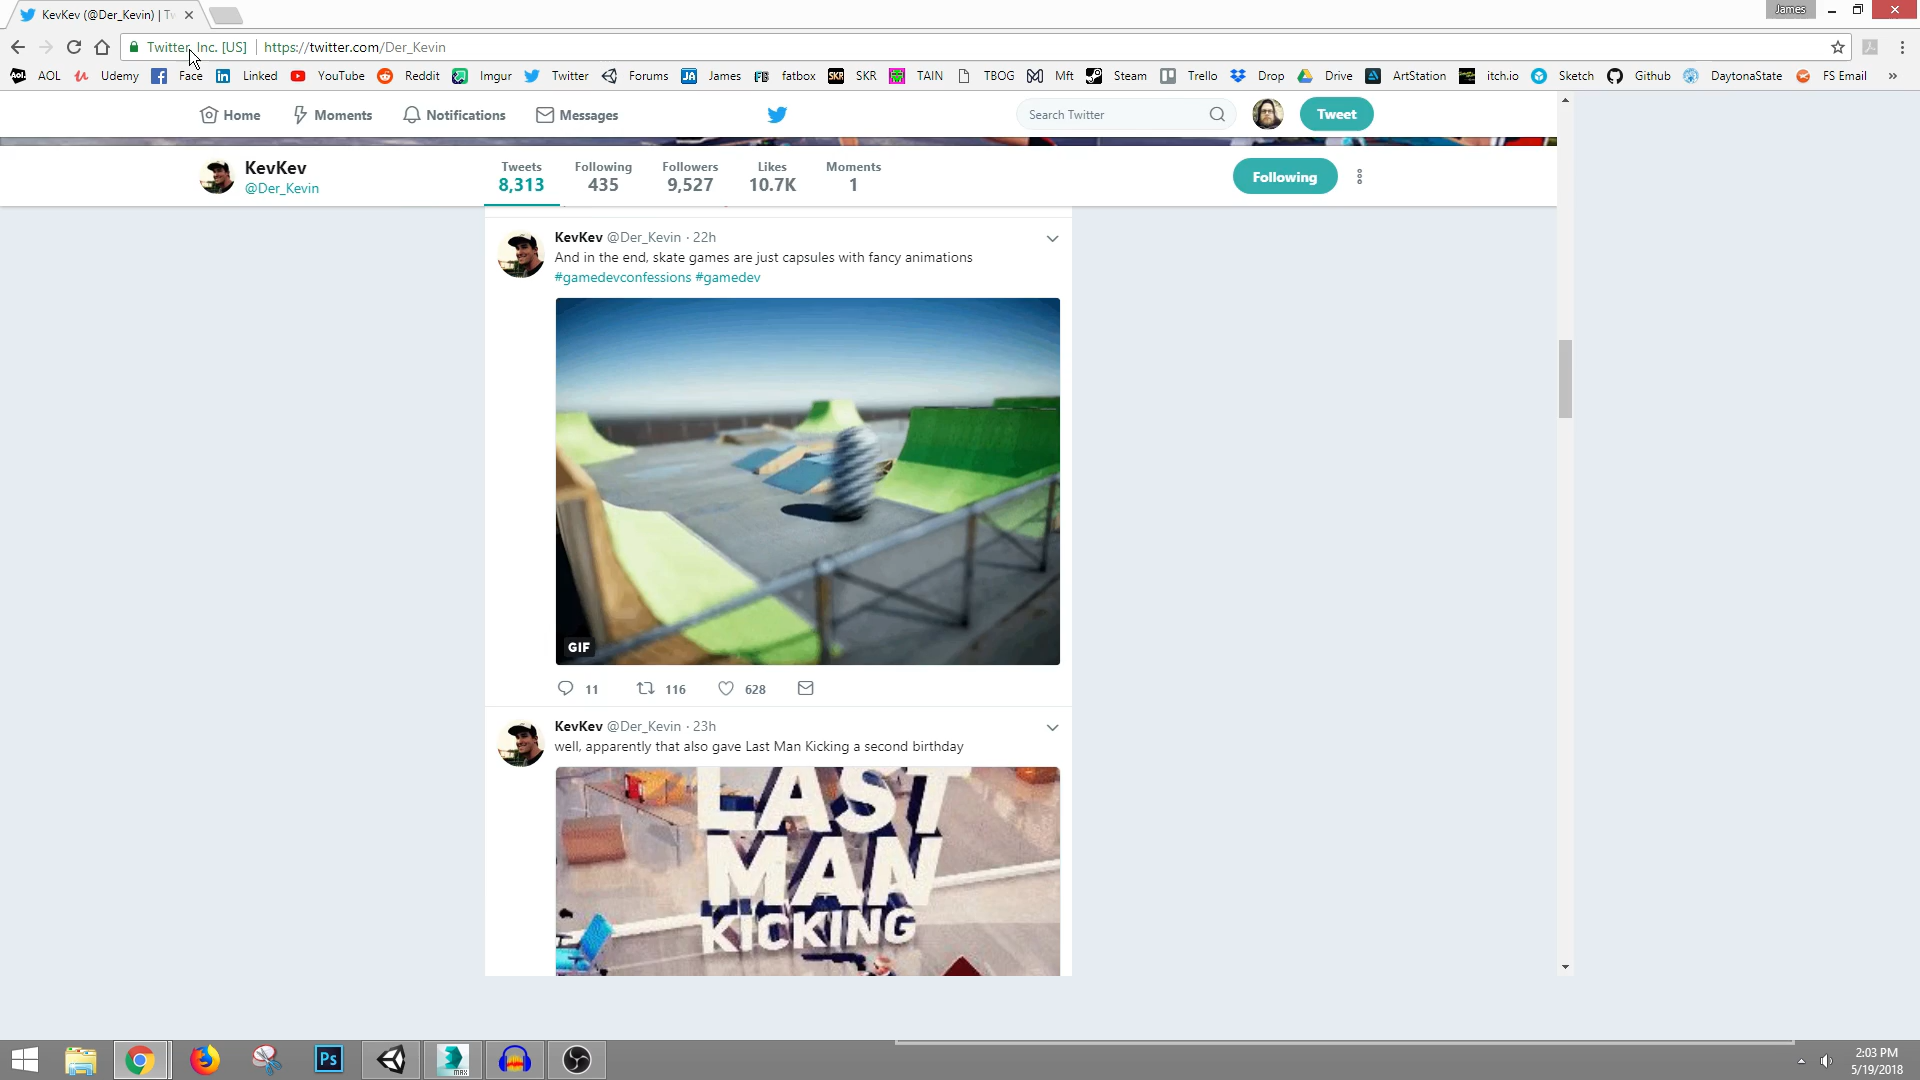 KevKev (@Der_Kevin) | Tw
James
Twitter, Inc. [US] https://twitter.com/Der_Kevin
AOL Udemy Face Linked YouTube Reddit Imgur Twitter Forums James fatbox SKR TAIN TBOG Mft Steam Trello Drop Drive ArtStation itch.io Sketch Github DaytonaState FS Email »
Home Moments Notifications Messages Search Twitter Tweet
KevKev
@Der_Kevin
Tweets Following Followers Likes Moments
8,313 435 9,527 10.7K 1
Following
KevKev @Der_Kevin · 22h
And in the end, skate games are just capsules with fancy animations
#gamedevconfessions #gamedev
GIF
11 116 628
KevKev @Der_Kevin · 23h
well, apparently that also gave Last Man Kicking a second birthday
LAST
MAN
KICKING
Ps
MAX
2:03 PM
5/19/2018